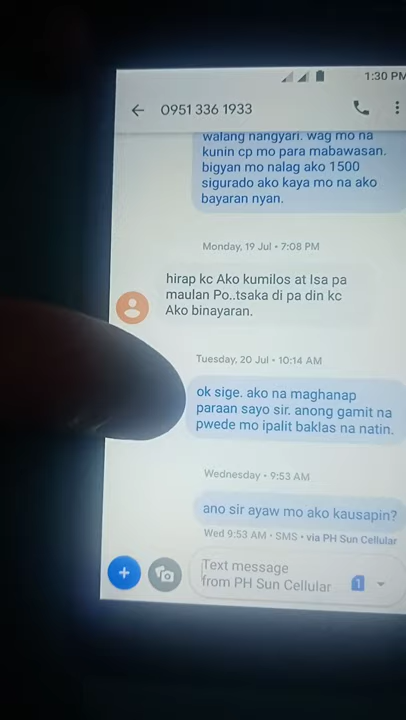 1:30 PM
0951 336 1933
walang nangyari. wag mo na
kunin cp mo para mabawasan.
bigyan mo nalag ako 1500
sigurado ako kaya mo na ako
bayaran nyan.
Monday, 19 Jul • 7:08 PM
hirap kc Ako kumilos at Isa pa
maulan Po..tsaka di pa din kc
Ako binayaran.
Tuesday, 20 Jul • 10:14 AM
ok sige. ako na maghanap
paraan sayo sir. anong gamit na
pwede mo ipalit baklas na natin.
Wednesday • 9:53 AM
ano sir ayaw mo ako kausapin?
Wed 9:53 AM • SMS • via PH Sun Cellular
Text message
from PH Sun Cellular
1